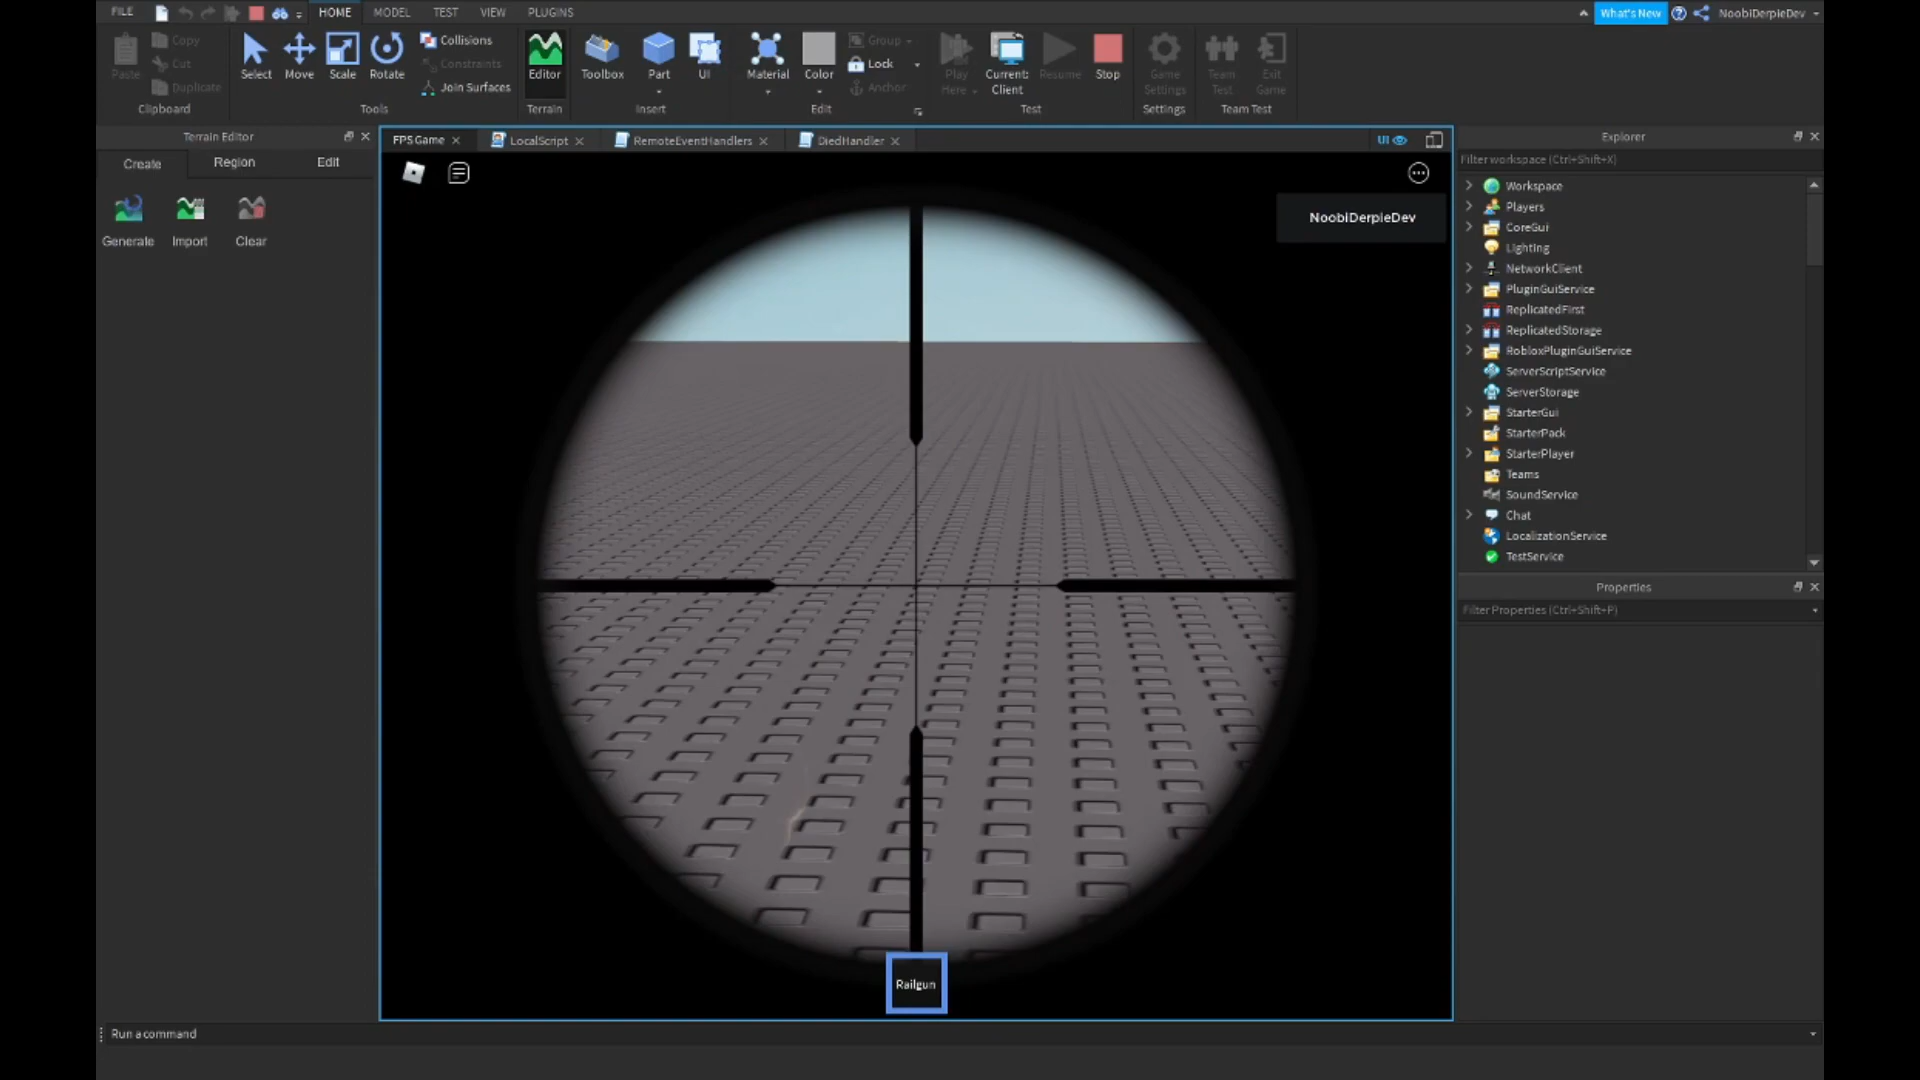 FILE HOME MODEL TEST VIEW PLUGINS What's New NoobiDerpieDev
Paste Copy Cut Duplicate Clipboard
Select Move Scale Rotate Collisions Constraints Join Surfaces Tools
Editor Terrain
Toolbox Part UI Insert
Material Color Group Lock Anchor Edit
Play Here Current: Client Resume Stop Test
Game Settings Settings
Team Test Exit Game Team Test
Terrain Editor
Create Region Edit
Generate Import Clear
FPS Game LocalScript RemoteEventHandlers DiedHandler UI
NoobiDerpieDev
Railgun
Explorer
Filter workspace (Ctrl+Shift+X)
Workspace
Players
CoreGui
Lighting
NetworkClient
PluginGuiService
ReplicatedFirst
ReplicatedStorage
RobloxPluginGuiService
ServerScriptService
ServerStorage
StarterGui
StarterPack
StarterPlayer
Teams
SoundService
Chat
LocalizationService
TestService
Properties
Filter Properties (Ctrl+Shift+P)
Run a command